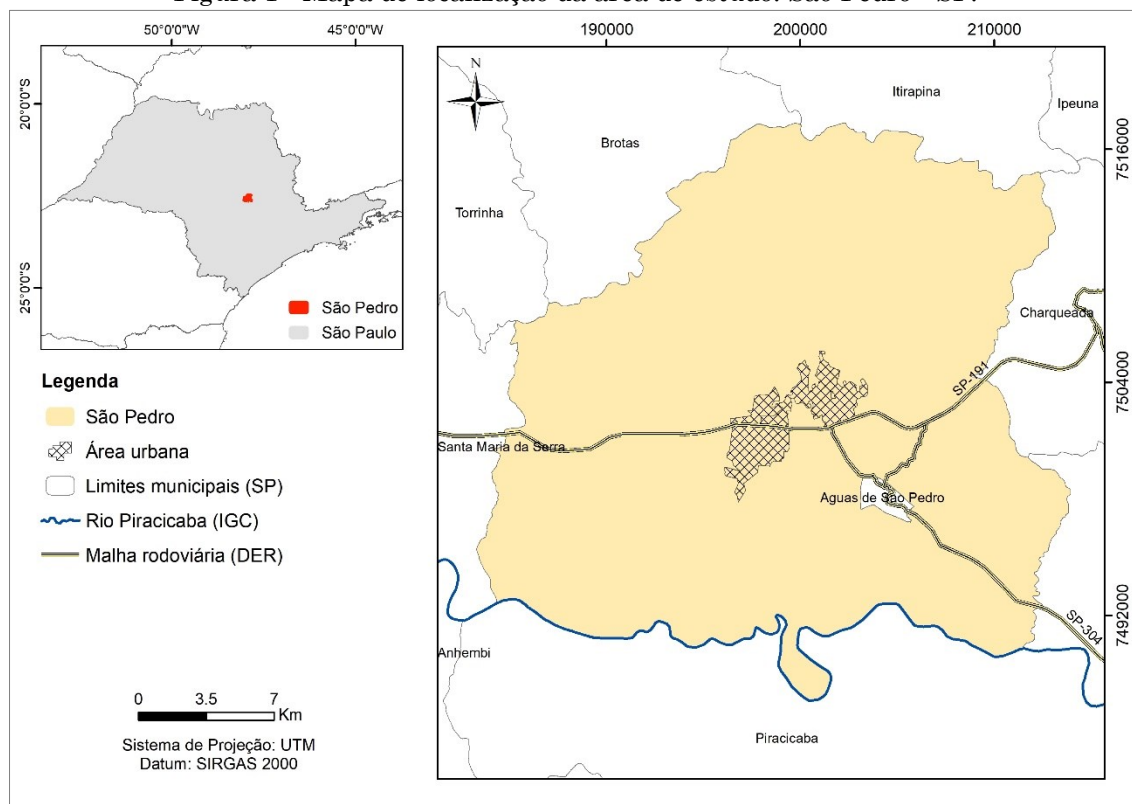 Figura 1 - Mapa de localização da área de estudo: São Pedro - SP.
50°0'0"W
45°0'0"W
20°0'0"S
25°0'0"S
São Pedro
São Paulo
Legenda
São Pedro
Área urbana
Limites municipais (SP)
Rio Piracicaba (IGC)
Malha rodoviária (DER)
0 3.5 7
Km
Sistema de Projeção: UTM
Datum: SIRGAS 2000
190000
200000
210000
N
Itirapina
Ipeuna
Brotas
Torrinha
7516000
Charqueada
SP-191
7504000
Santa Maria da Serra
Aguas de São Pedro
7492000
SP-304
Anhembi
Piracicaba